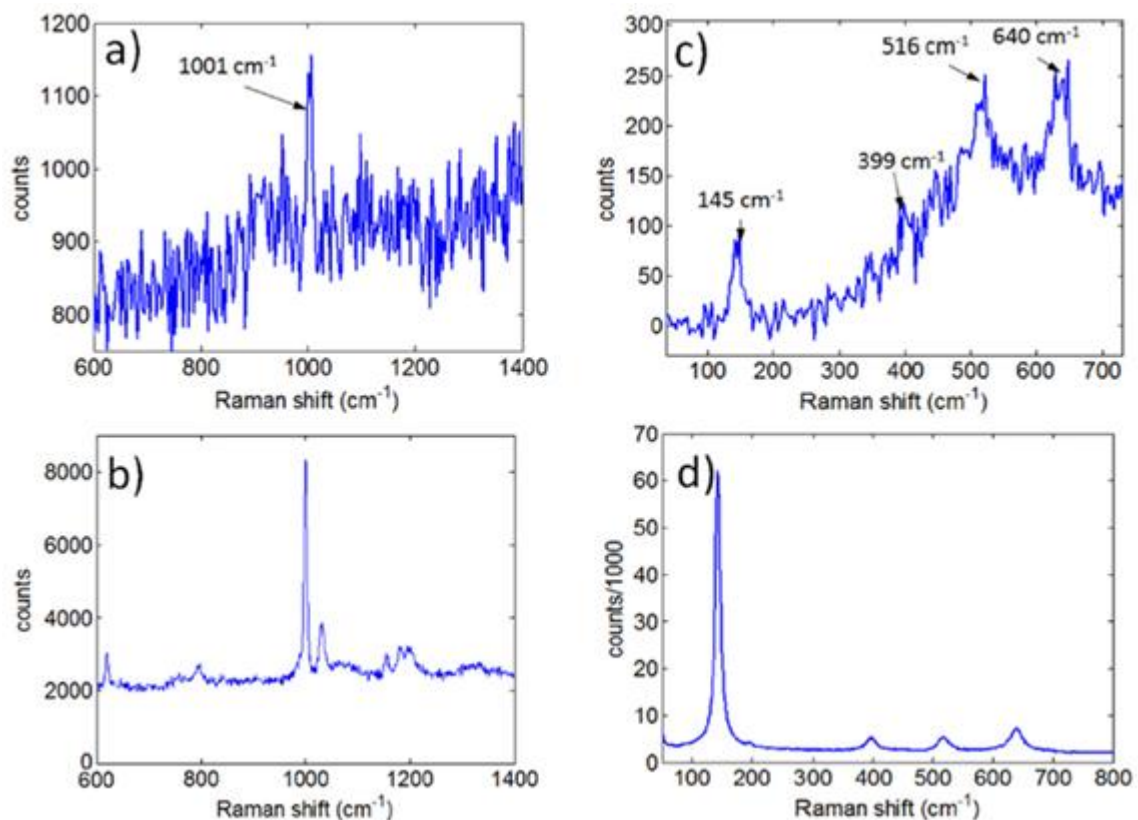 a)
1001 cm⁻¹
1200
1100
1000
900
800
counts
600 800 1000 1200 1400
Raman shift (cm⁻¹)
c)
516 cm⁻¹
640 cm⁻¹
399 cm⁻¹
145 cm⁻¹
300
250
200
150
100
50
0
counts
100 200 300 400 500 600 700
Raman shift (cm⁻¹)
b)
8000
6000
4000
2000
0
counts
600 800 1000 1200 1400
Raman shift (cm⁻¹)
d)
70
60
50
40
30
20
10
0
counts/1000
100 200 300 400 500 600 700 800
Raman shift (cm⁻¹)